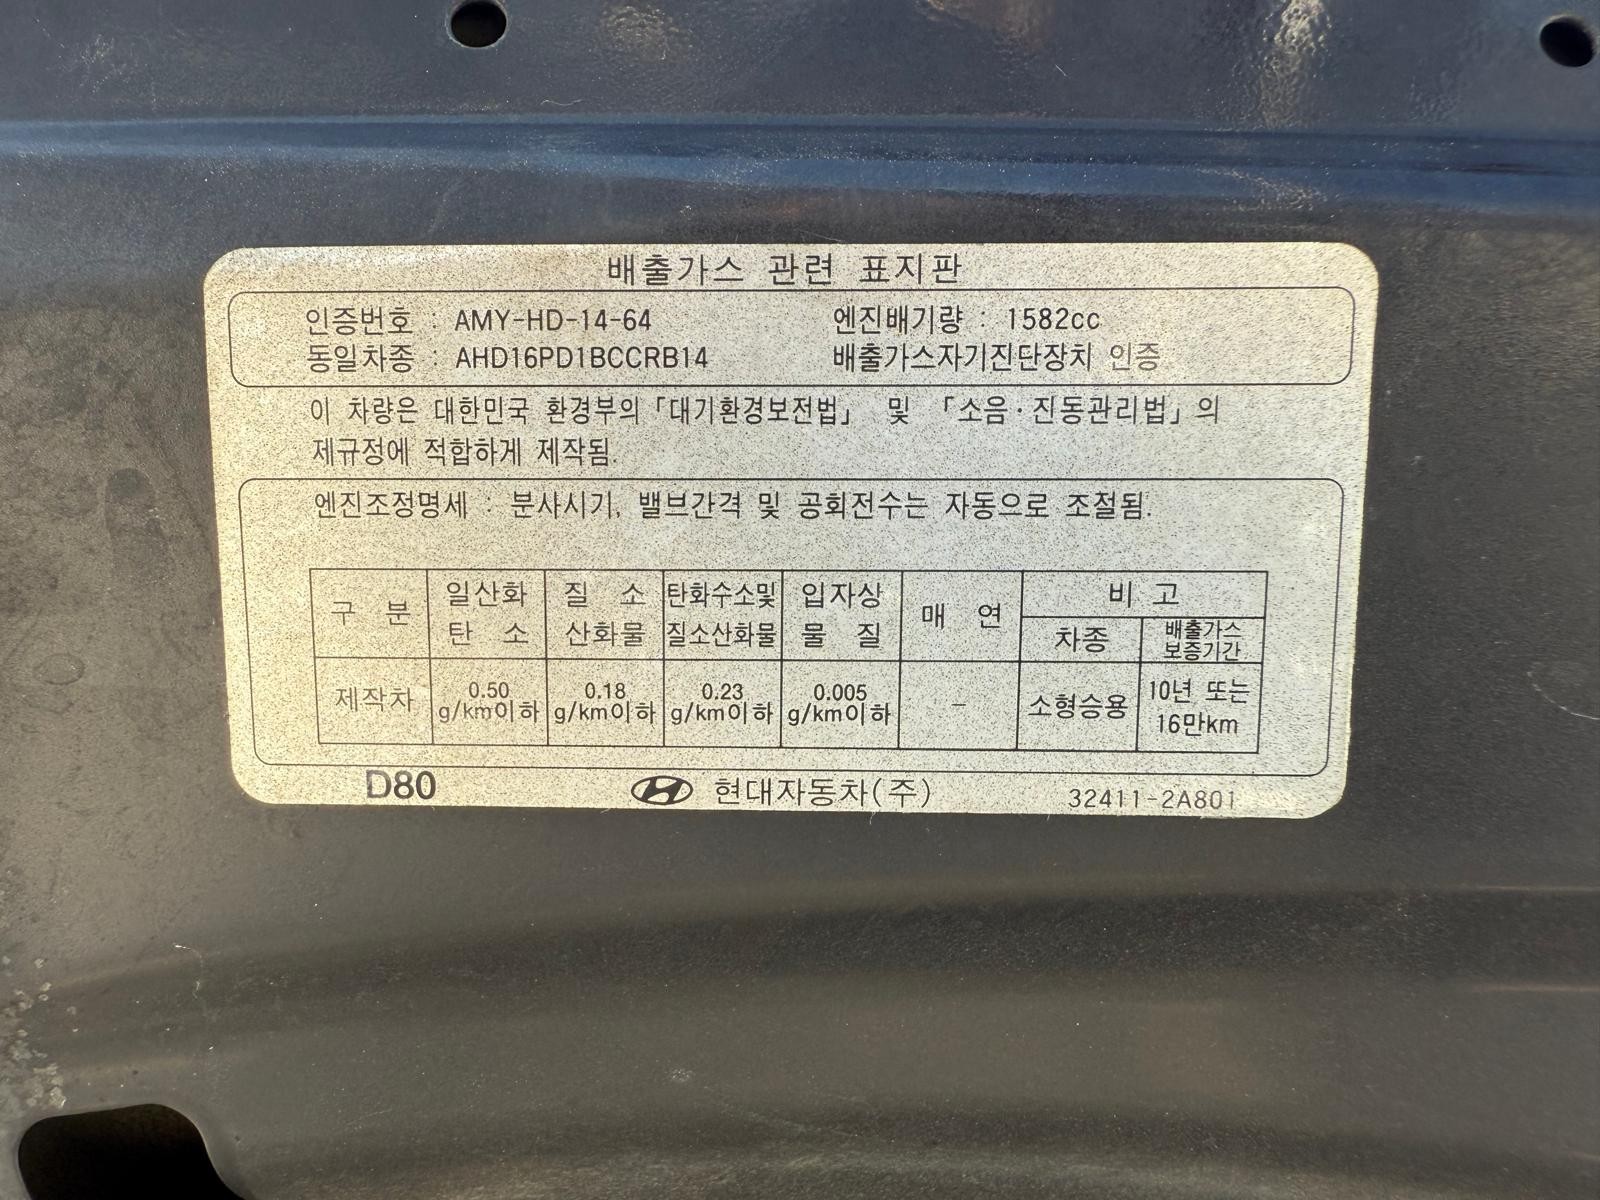 배출가스 관련 표지판
인증번호 : AMY-HD-14-64 엔진배기량 : 1582cc
동일차종 : AHD16PD1BCCRB14 배출가스자기진단장치 인증
이 차량은 대한민국 환경부의 「대기환경보전법」 및 「소음·진동관리법」의
제규정에 적합하게 제작됨.
엔진조정명세 : 분사시기, 밸브간격 및 공회전수는 자동으로 조절됨.
구 분 일산화 탄 소 질 소 산화물 탄화수소및 질소산화물 입자상 물 질 매 연 비 고
차종 배출가스 보증기간
제작차 0.50 g/km이하 0.18 g/km이하 0.23 g/km이하 0.005 g/km이하 - 소형승용 10년 또는 16만km
D80 현대자동차(주) 32411-2A801